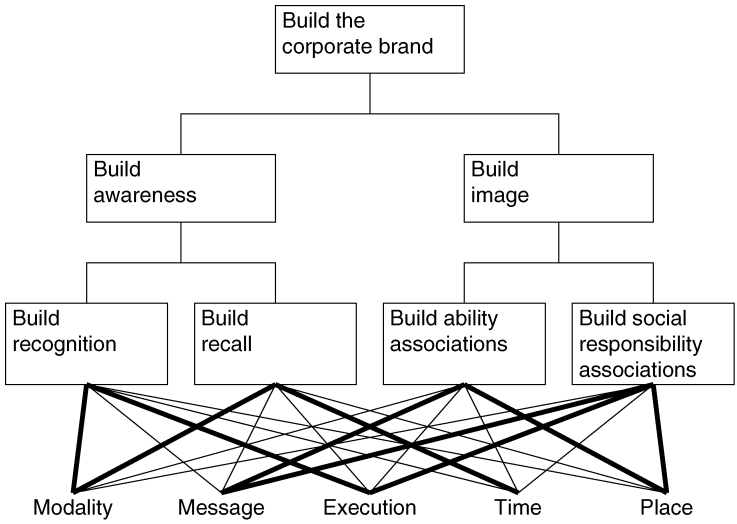 Build the
corporate brand
Build
awareness
Build
image
Build
recognition
Build
recall
Build ability
associations
Build social
responsibility
associations
Modality
Message
Execution
Time
Place